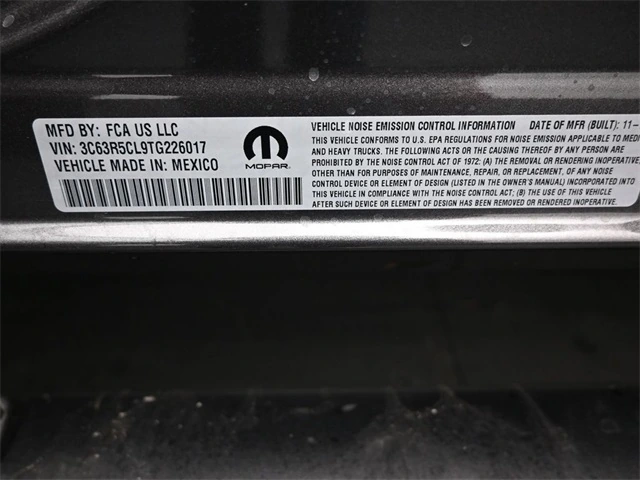 MFD BY: FCA US LLC
VIN: 3C63R5CL9TG226017
VEHICLE MADE IN: MEXICO
MOPAR
VEHICLE NOISE EMISSION CONTROL INFORMATION DATE OF MFR (BUILT): 11-
THIS VEHICLE CONFORMS TO U.S. EPA REGULATIONS FOR NOISE EMISSION APPLICABLE TO MEDI
AND HEAVY TRUCKS. THE FOLLOWING ACTS OR THE CAUSING THEREOF BY ANY PERSON ARE
PROHIBITED BY THE NOISE CONTROL ACT OF 1972: (A) THE REMOVAL OR RENDERING INOPERATIVE,
OTHER THAN FOR PURPOSES OF MAINTENANCE, REPAIR, OR REPLACEMENT, OF ANY NOISE
CONTROL DEVICE OR ELEMENT OF DESIGN (LISTED IN THE OWNER'S MANUAL) INCORPORATED INTO
THIS VEHICLE IN COMPLIANCE WITH THE NOISE CONTROL ACT; (B) THE USE OF THIS VEHICLE
AFTER SUCH DEVICE OR ELEMENT OF DESIGN HAS BEEN REMOVED OR RENDERED INOPERATIVE.